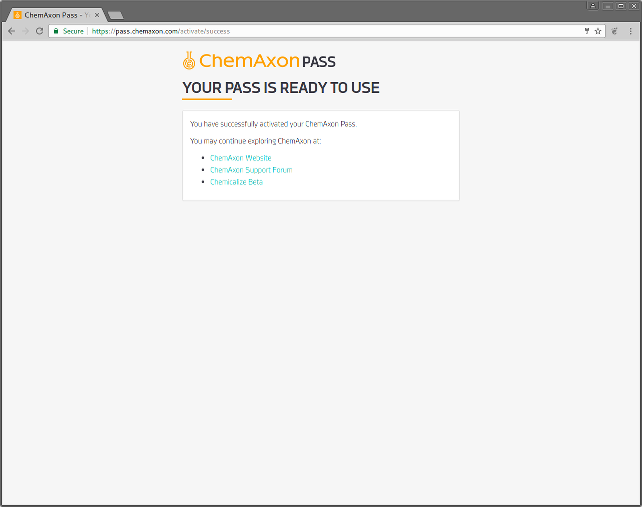 ChemAxon Pass - Y
Secure https://pass.chemaxon.com/activate/success
ChemAxon PASS
YOUR PASS IS READY TO USE
You have successfully activated your ChemAxon Pass.
You may continue exploring ChemAxon at:
ChemAxon Website
ChemAxon Support Forum
Chemicalize Beta